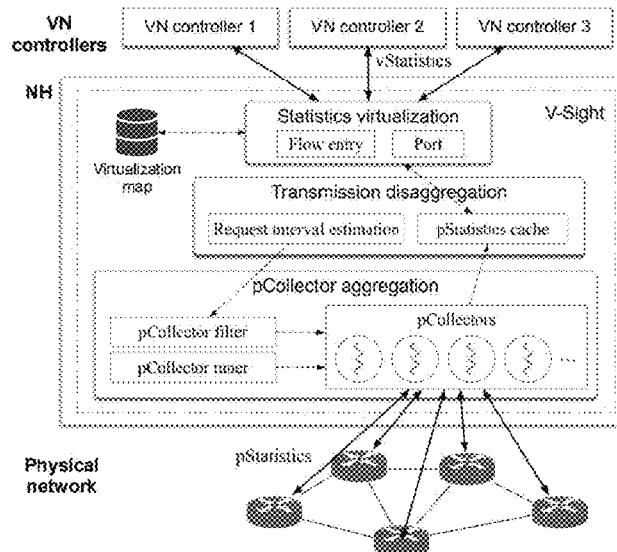 VN controllers
VN controller 1
VN controller 2
VN controller 3
vStatistics
NH
V-Sight
Statistics virtualization
Flow entry
Port
Virtualization map
Transmission disaggregation
Request interval estimation
pStatistics cache
pCollector aggregation
pCollector filter
pCollectors
pCollector
...
pStatistics
Physical network